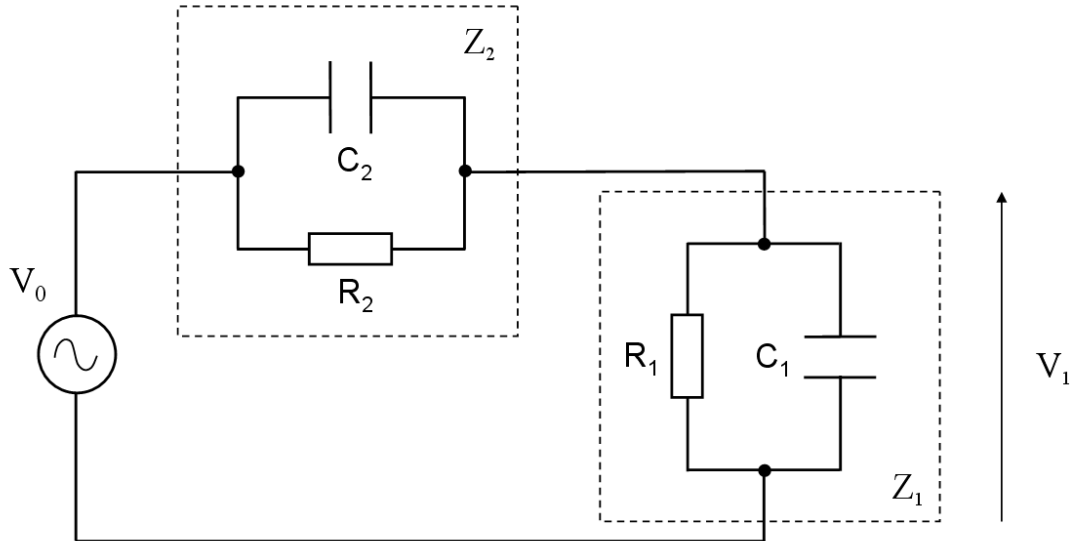 Z₂
C₂
R₂
V₀
R₁
C₁
V₁
Z₁